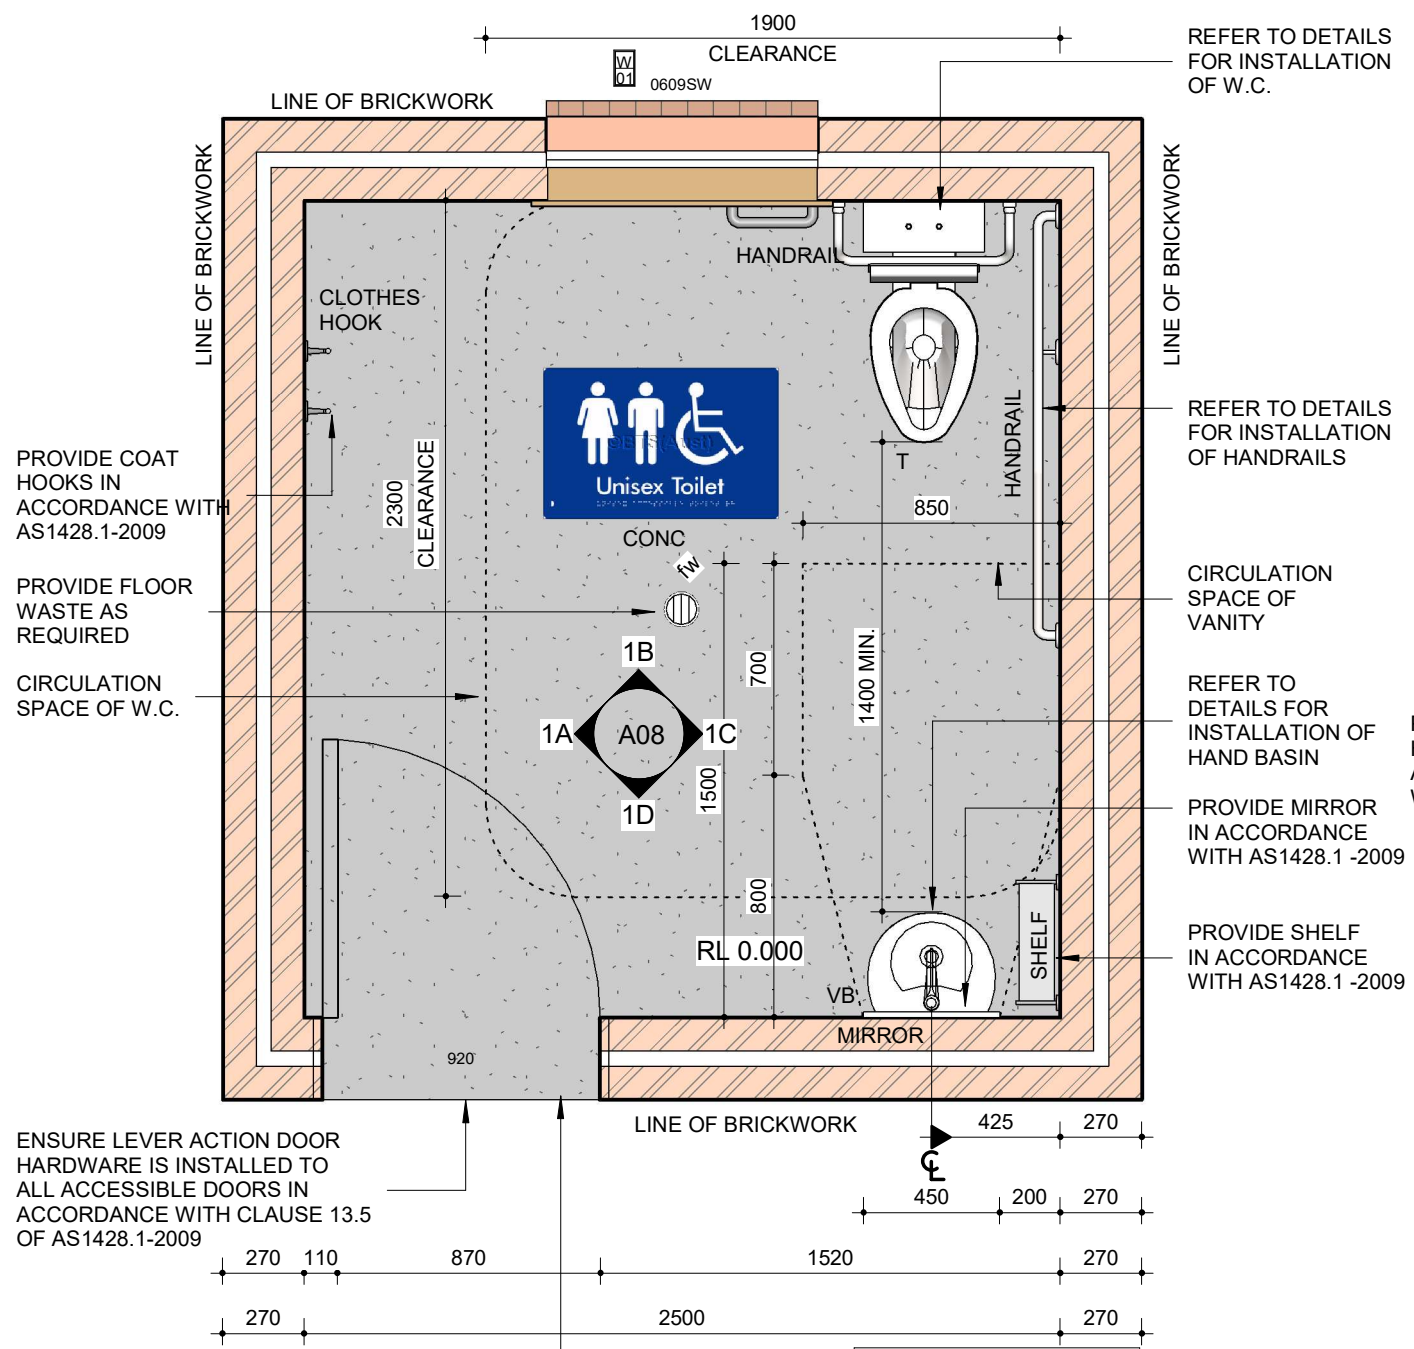 1900
CLEARANCE
W
01
0609SW
LINE OF BRICKWORK
LINE OF BRICKWORK
LINE OF BRICKWORK
REFER TO DETAILS
FOR INSTALLATION
OF W.C.
HANDRAIL
CLOTHES
HOOK
PROVIDE COAT
HOOKS IN
ACCORDANCE WITH
AS1428.1-2009
2300
CLEARANCE
Unisex Toilet
CONC
fw
T
HANDRAIL
850
REFER TO DETAILS
FOR INSTALLATION
OF HANDRAILS
PROVIDE FLOOR
WASTE AS
REQUIRED
CIRCULATION
SPACE OF
VANITY
CIRCULATION
SPACE OF W.C.
1B
1A
A08
1C
1D
700
1500
800
1400 MIN.
REFER TO
DETAILS FOR
INSTALLATION OF
HAND BASIN
PROVIDE MIRROR
IN ACCORDANCE
WITH AS1428.1 -2009
RL 0.000
VB
SHELF
MIRROR
PROVIDE SHELF
IN ACCORDANCE
WITH AS1428.1 -2009
920
LINE OF BRICKWORK
ENSURE LEVER ACTION DOOR
HARDWARE IS INSTALLED TO
ALL ACCESSIBLE DOORS IN
ACCORDANCE WITH CLAUSE 13.5
OF AS1428.1-2009
425 270
CL
450 200 270
270 110 870 1520 270
270 2500 270